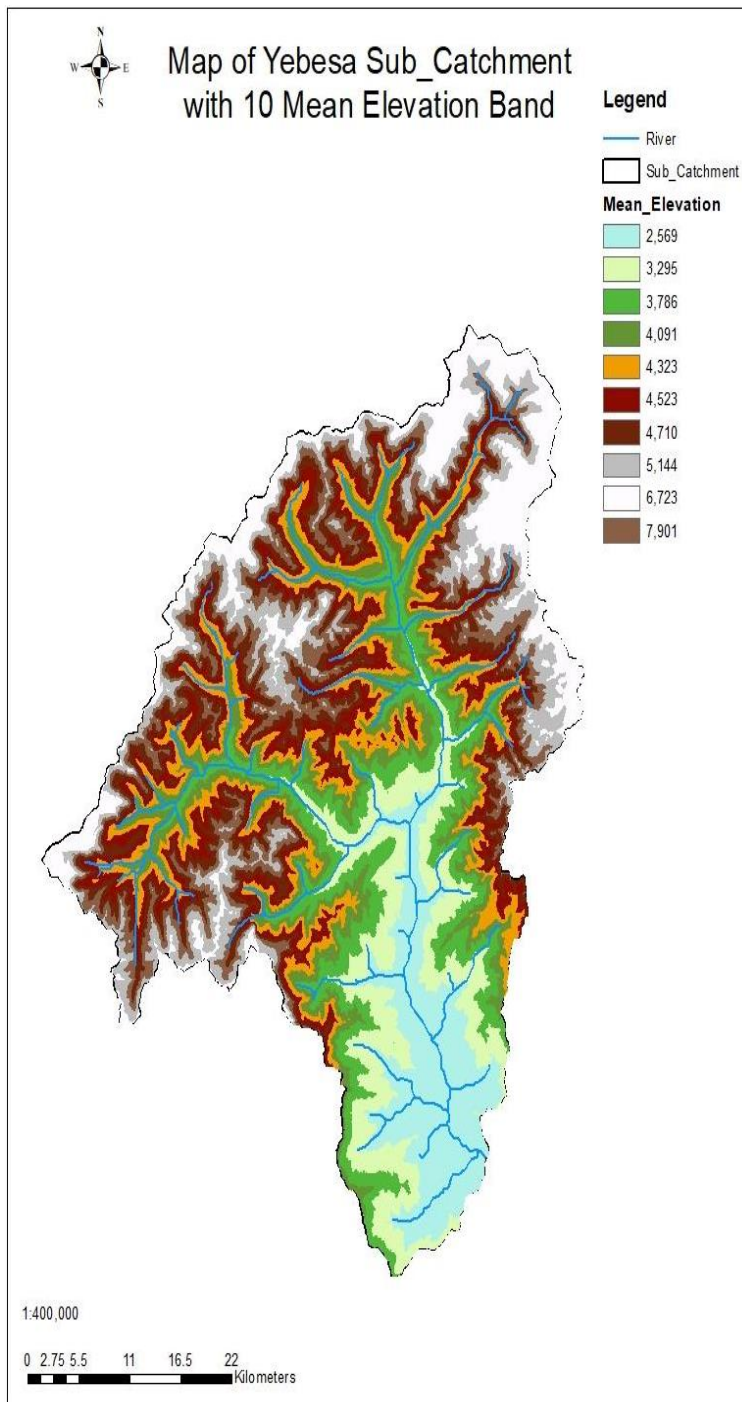 N
W E
S
Map of Yebesa Sub_Catchment
with 10 Mean Elevation Band
Legend
River
Sub_Catchment
Mean_Elevation
2,569
3,295
3,786
4,091
4,323
4,523
4,710
5,144
6,723
7,901
1:400,000
0 2.75 5.5 11 16.5 22
Kilometers